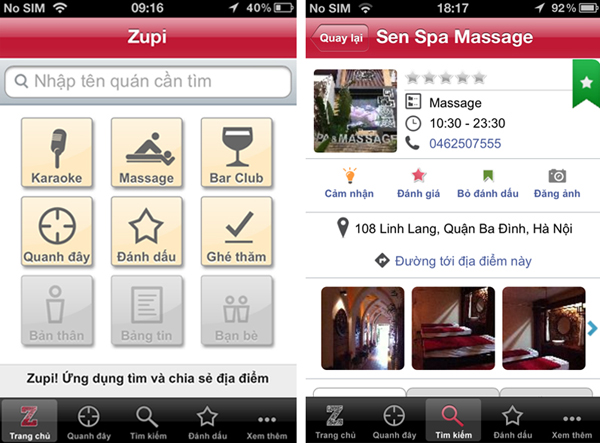 No SIM 09:16 40%
Zupi
Nhập tên quán cần tìm
Karaoke Massage Bar Club
Quanh đây Đánh dấu Ghé thăm
Bản thân Bảng tin Bạn bè
Zupi! Ứng dụng tìm và chia sẻ địa điểm
Z
Trang chủ Quanh đây Tìm kiếm Đánh dấu Xem thêm
No SIM 18:17 92%
Quay lại Sen Spa Massage
SPA MASSAGE
Massage
10:30 - 23:30
0462507555
Cảm nhận Đánh giá Bỏ đánh dấu Đăng ảnh
108 Linh Lang, Quận Ba Đình, Hà Nội
Đường tới địa điểm này
Z
Trang chủ Quanh đây Tìm kiếm Đánh dấu Xem thêm